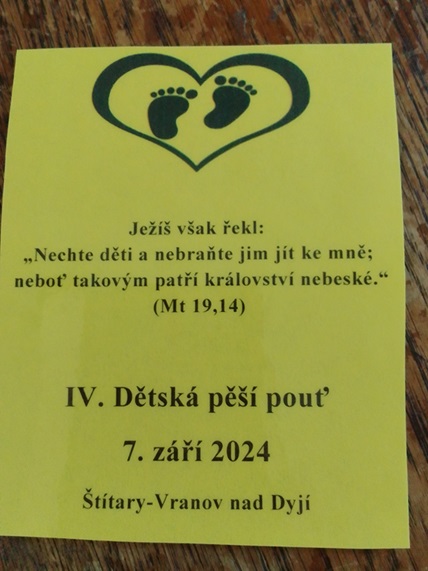 Ježíš však řekl:
„Nechte děti a nebraňte jim jít ke mně;
neboť takovým patří království nebeské.“
(Mt 19,14)
IV. Dětská pěší pouť
7. září 2024
Štítary-Vranov nad Dyjí